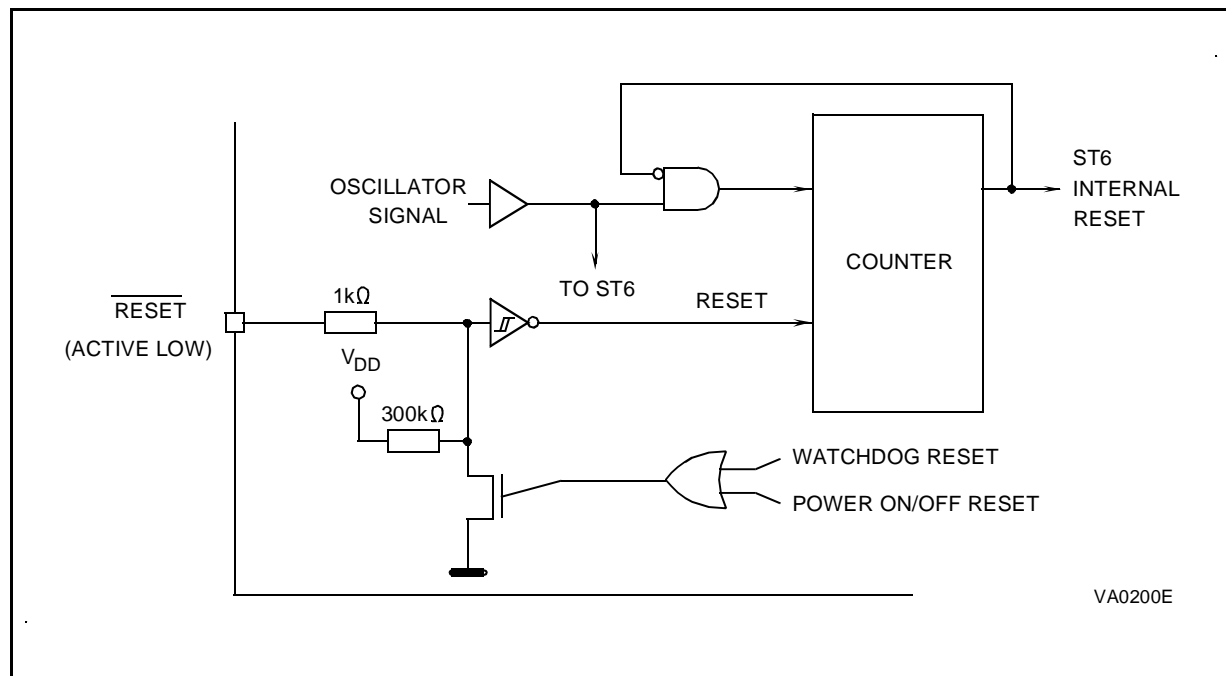 OSCILLATOR
SIGNAL
TO ST6
COUNTER
ST6
INTERNAL
RESET
RESET
(ACTIVE LOW)
1kΩ
VDD
300kΩ
RESET
WATCHDOG RESET
POWER ON/OFF RESET
VA0200E